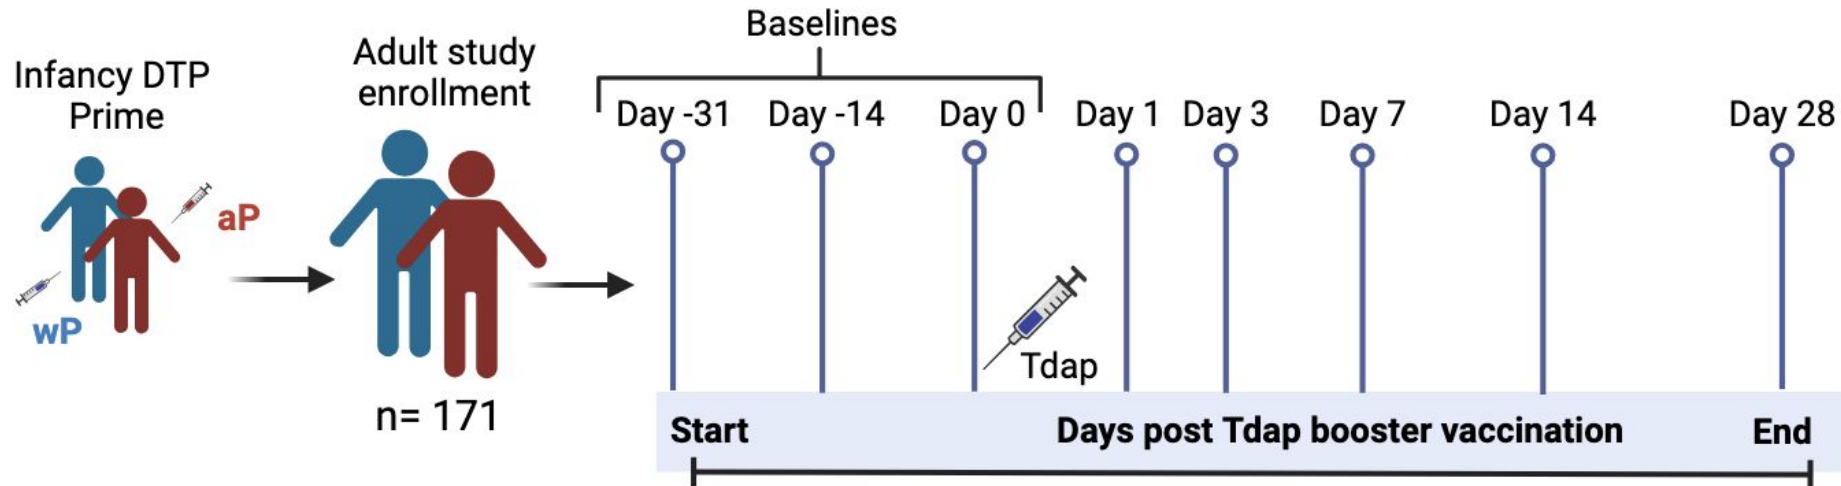 Infancy DTP
Prime
aP
wP
Adult study
enrollment
n= 171
Baselines
Day -31 Day -14 Day 0 Day 1 Day 3 Day 7 Day 14 Day 28
Tdap
Start Days post Tdap booster vaccination End